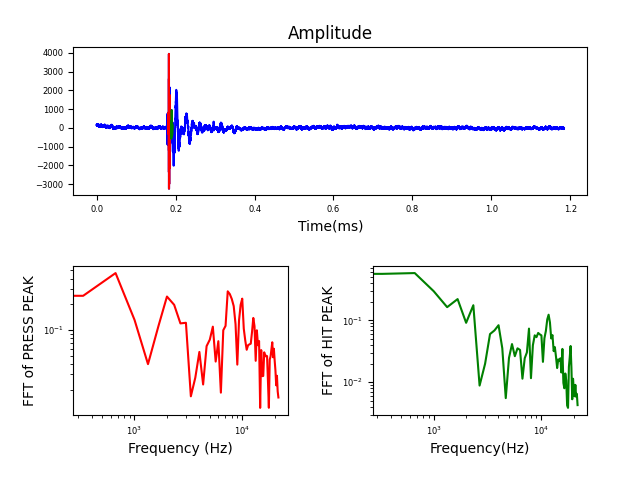 Amplitude
4000
3000
2000
1000
0
−1000
−2000
−3000
0.0 0.2 0.4 0.6 0.8 1.0 1.2
Time(ms)
FFT of PRESS PEAK
10⁻¹
10³ 10⁴
Frequency (Hz)
FFT of HIT PEAK
10⁻¹
10⁻²
10³ 10⁴
Frequency(Hz)